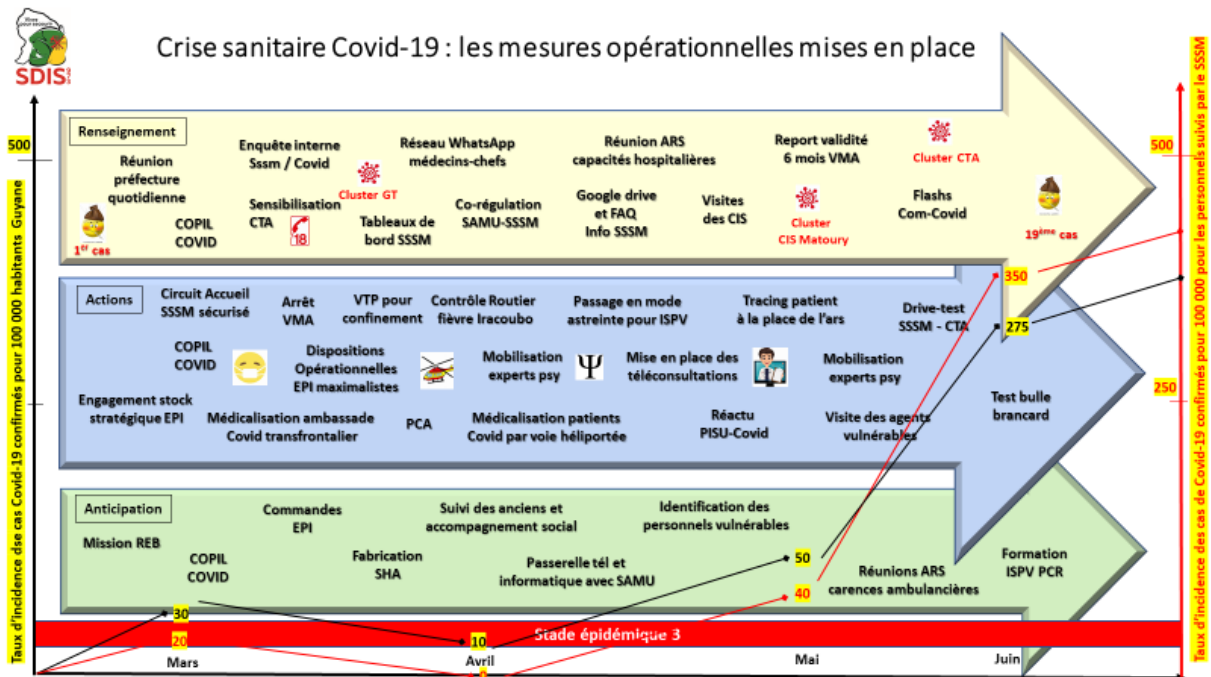 SDIS
Crise sanitaire Covid-19 : les mesures opérationnelles mises en place
500
Taux d'incidence dse cas Covid-19 confirmés pour 100 000 habitants Guyane
Renseignement
Réunion
préfecture
quotidienne
1er cas
COPIL
COVID
Enquête interne
Sssm / Covid
Sensibilisation
CTA
18
Cluster GT
Réseau WhatsApp
médecins-chefs
Tableaux de
bord SSSM
Co-régulation
SAMU-SSSM
Réunion ARS
capacités hospitalières
Google drive
et FAQ
Info SSSM
Visites
des CIS
Report validité
6 mois VMA
Cluster
CIS Matoury
Cluster CTA
Flashs
Com-Covid
19ème cas
Actions
Circuit Accueil
SSSM sécurisé
Arrêt
VMA
VTP pour
confinement
Contrôle Routier
fièvre Iracoubo
Passage en mode
astreinte pour ISPV
Tracing patient
à la place de l'ars
Drive-test
SSSM - CTA
COPIL
COVID
Dispositions
Opérationnelles
EPI maximalistes
Mobilisation
experts psy
Ψ
Mise en place des
téléconsultations
Mobilisation
experts psy
Engagement stock
stratégique EPI
Médicalisation ambassade
Covid transfrontalier
PCA
Médicalisation patients
Covid par voie héliportée
Réactu
PISU-Covid
Visite des agents
vulnérables
Test bulle
brancard
350
275
Anticipation
Mission REB
COPIL
COVID
Commandes
EPI
Fabrication
SHA
Suivi des anciens et
accompagnement social
Passerelle tél et
informatique avec SAMU
Identification des
personnels vulnérables
Réunions ARS
carences ambulancières
Formation
ISPV PCR
50
40
30
20
10
Stade épidémique 3
Mars
Avril
Mai
Juin
500
250
Taux d'incidence des cas de Covid-19 confirmés pour 100 000 pour les personnels suivis par le SSSM